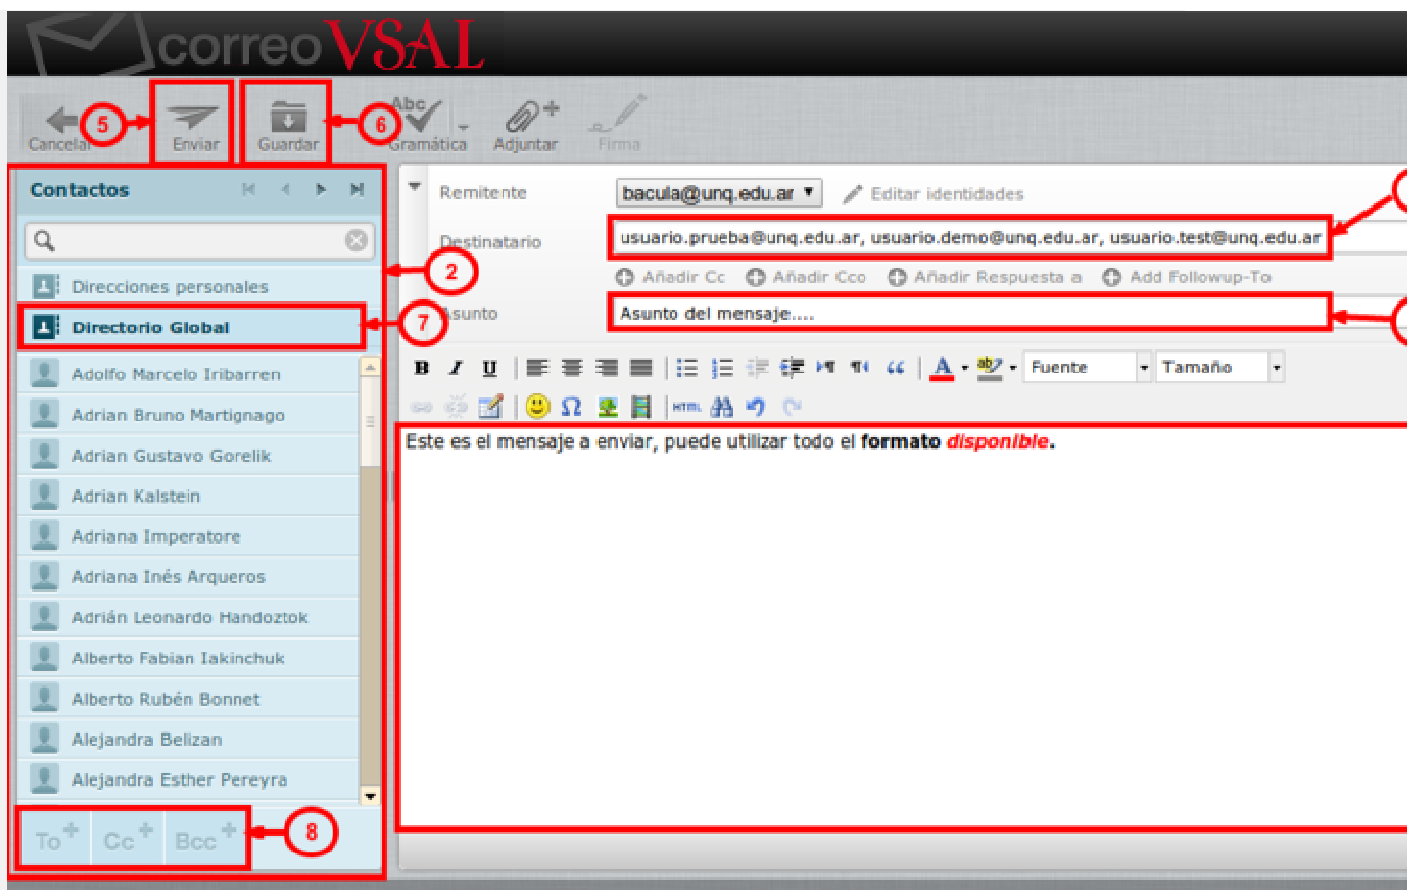 correo VSAL
Cancelar 5 Enviar Guardar 6 Abc Gramática Adjuntar Firma
Contactos
Remitente bacula@unq.edu.ar Editar identidades
Destinatario usuario.prueba@unq.edu.ar, usuario.demo@unq.edu.ar, usuario.test@unq.edu.ar
2
Añadir Cc Añadir Cco Añadir Respuesta a Add Followup-To
Direcciones personales
Directorio Global 7
Asunto Asunto del mensaje....
B I U A ab Fuente Tamaño
Ω HTML
Este es el mensaje a enviar, puede utilizar todo el formato disponible.
Adolfo Marcelo Iribarren
Adrian Bruno Martignago
Adrian Gustavo Gorelik
Adrian Kalstein
Adriana Imperatore
Adriana Inés Arqueros
Adrián Leonardo Handoztok
Alberto Fabian Iakinchuk
Alberto Rubén Bonnet
Alejandra Belizan
Alejandra Esther Pereyra
To+ Cc+ Bcc+ 8